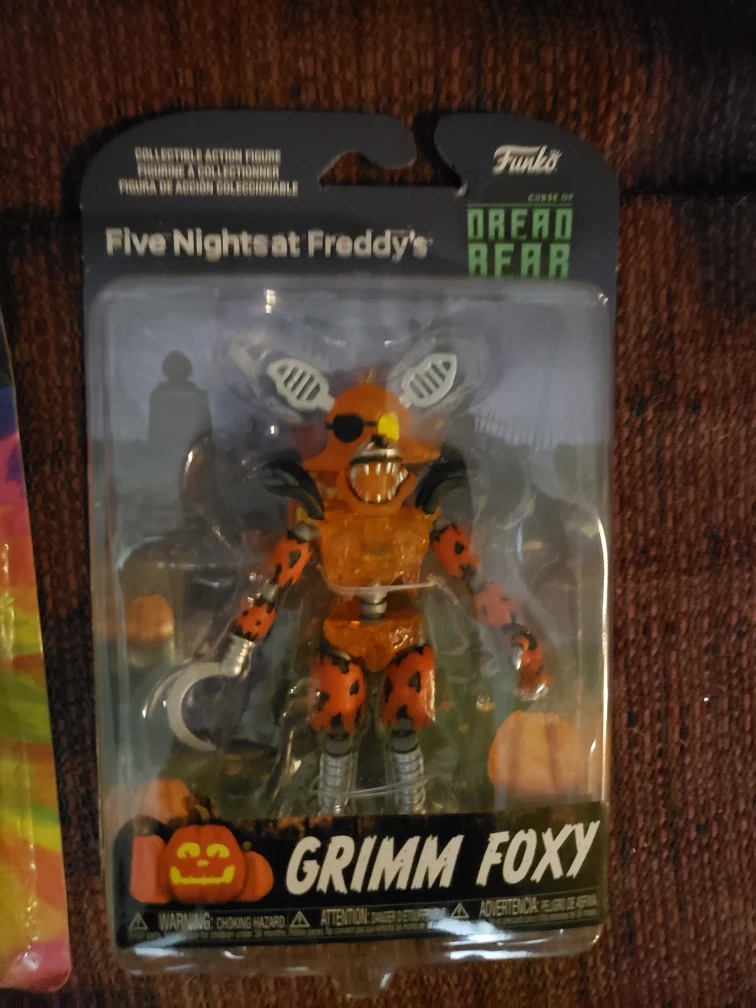 COLLECTIBLE ACTION FIGURE
FIGURINE À COLLECTIONNER
FIGURA DE ACCIÓN COLECCIONABLE
Funko
CURSE OF
DREAD
BEAR
Five Nights at Freddy's
GRIMM FOXY
WARNING: CHOKING HAZARD
ATTENTION: DANGER D'ÉTOUFFEMENT
ADVERTENCIA: PELIGRO DE ASFIXIA